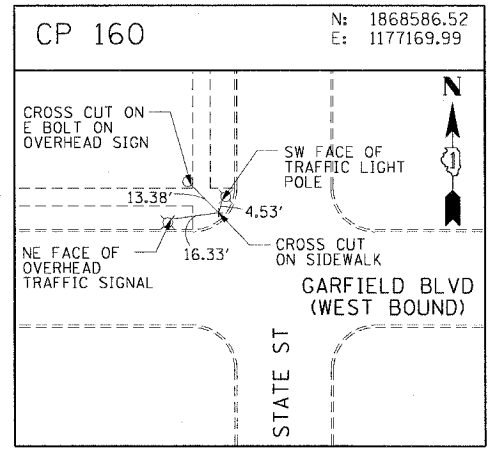 CP 160
N: 1868586.52
E: 1177169.99
N
1
CROSS CUT ON
E BOLT ON
OVERHEAD SIGN
SW FACE OF
TRAFFIC LIGHT
POLE
13.38'
4.53'
16.33'
NE FACE OF
OVERHEAD
TRAFFIC SIGNAL
CROSS CUT
ON SIDEWALK
GARFIELD BLVD
(WEST BOUND)
STATE ST